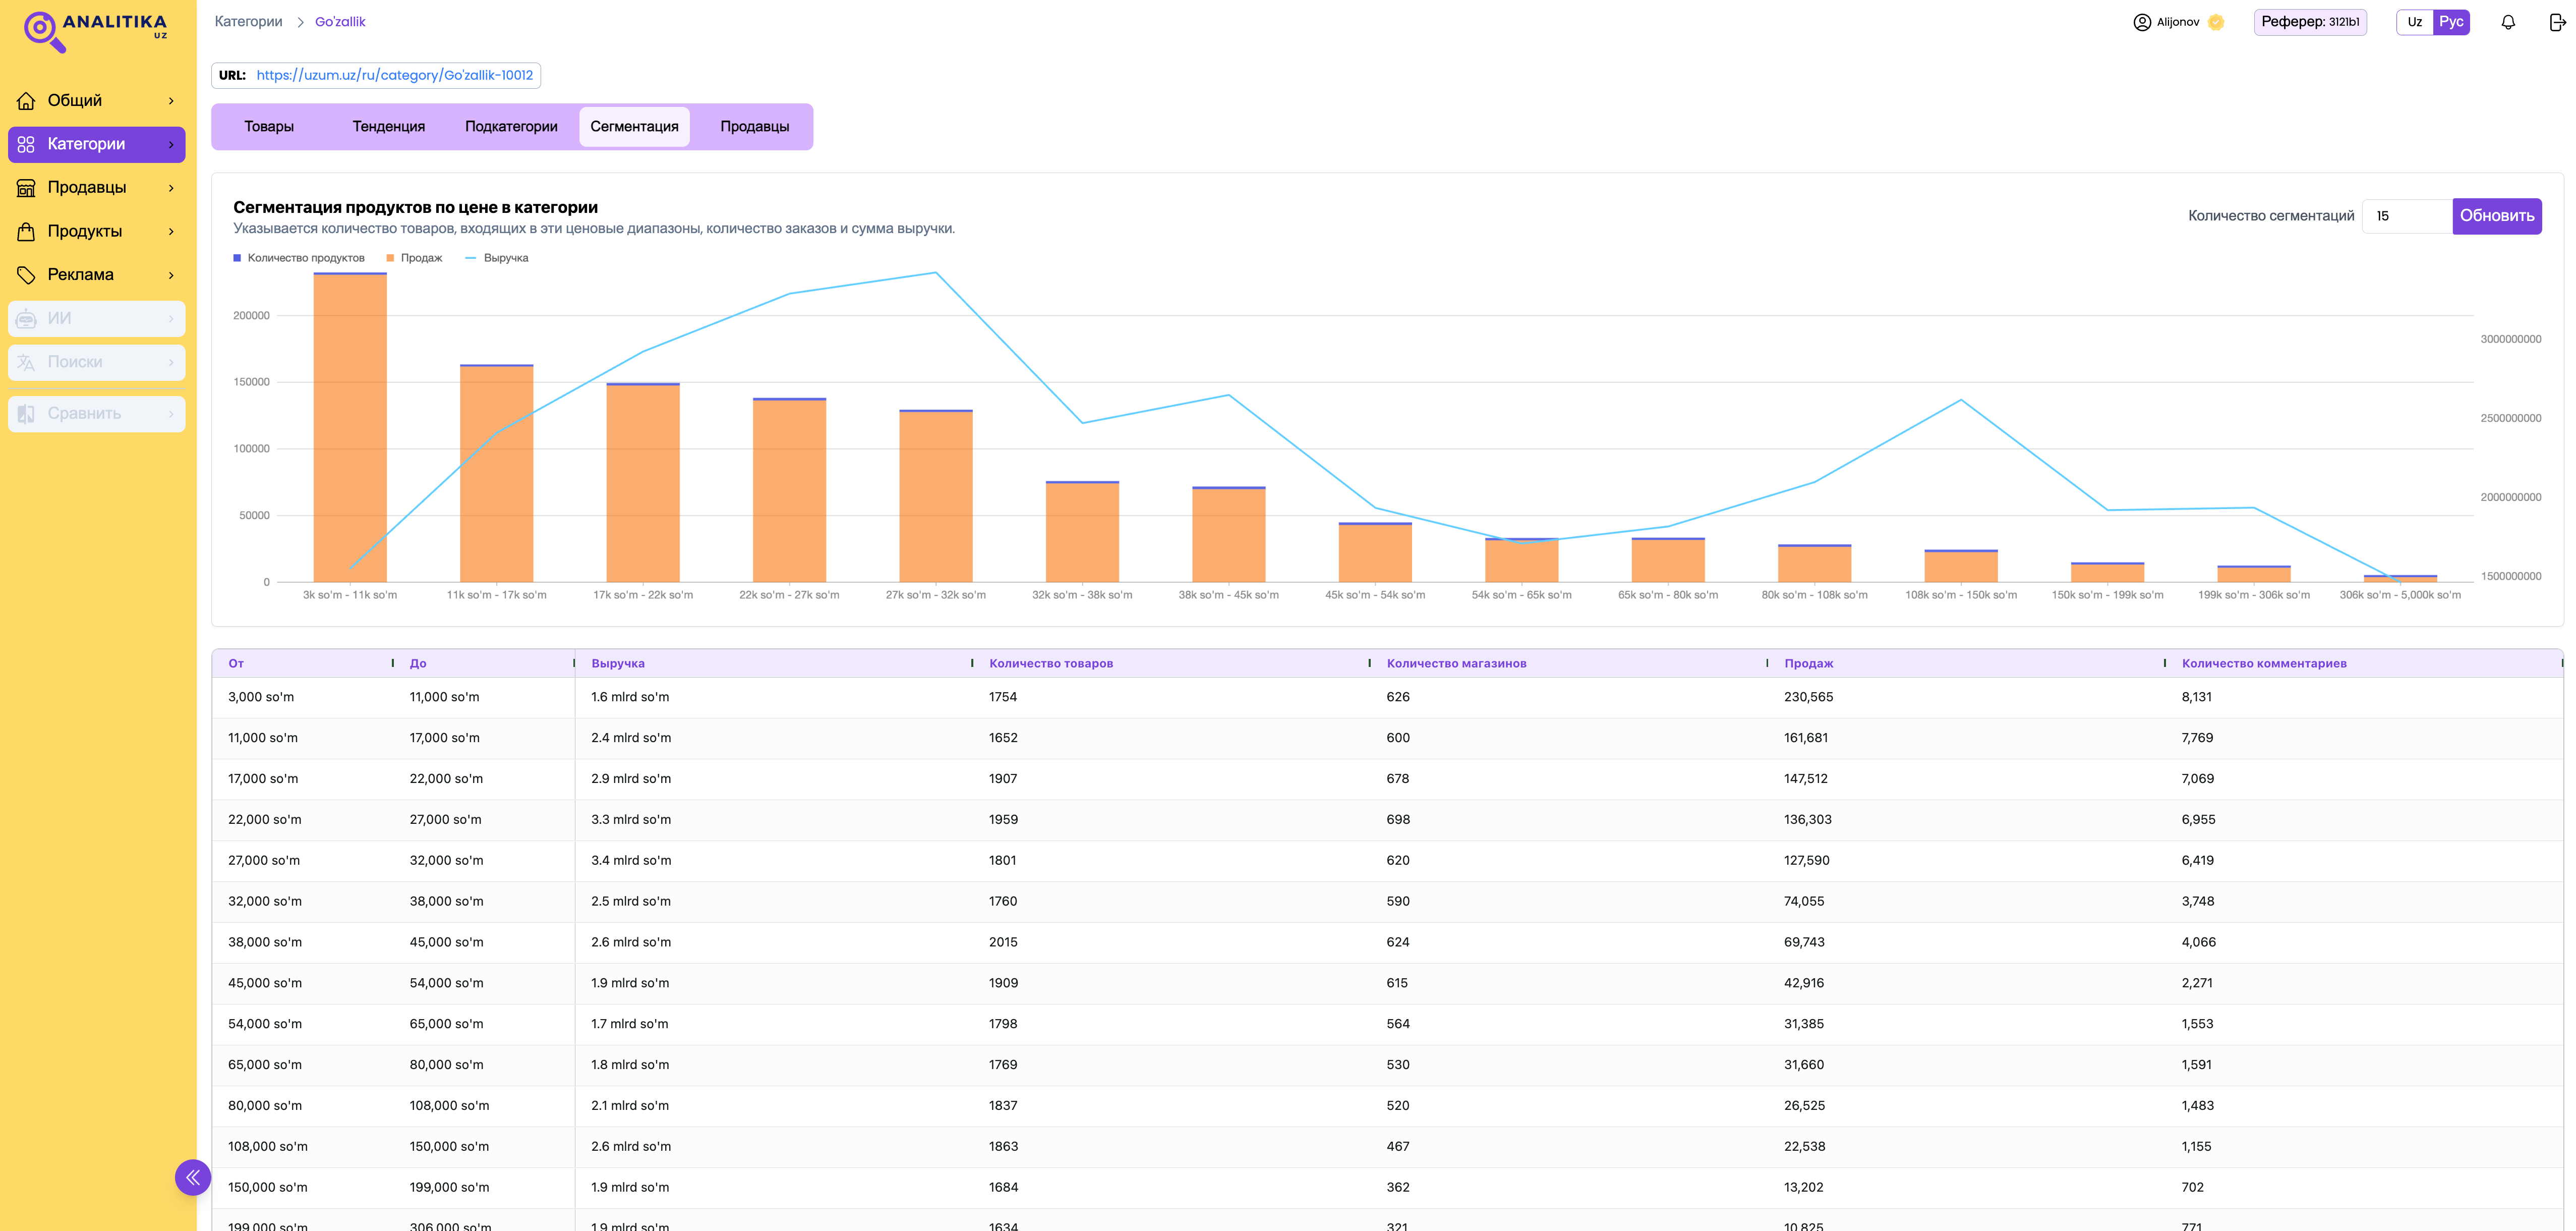 ANALITIKA
UZ
Категории > Go'zallik
Alijonov
Реферер: 3121b1
Uz Рус
Общий
Категории
Продавцы
Продукты
Реклама
ИИ
Поиски
Сравнить
URL: https://uzum.uz/ru/category/Go'zallik-10012
Товары Тенденция Подкатегории Сегментация Продавцы
Сегментация продуктов по цене в категории
Указывается количество товаров, входящих в эти ценовые диапазоны, количество заказов и сумма выручки.
Количество сегментаций 15 Обновить
Количество продуктов Продаж Выручка
200000
150000
100000
50000
0
3000000000
2500000000
2000000000
1500000000
3k so'm - 11k so'm 11k so'm - 17k so'm 17k so'm - 22k so'm 22k so'm - 27k so'm 27k so'm - 32k so'm 32k so'm - 38k so'm 38k so'm - 45k so'm 45k so'm - 54k so'm 54k so'm - 65k so'm 65k so'm - 80k so'm 80k so'm - 108k so'm 108k so'm - 150k so'm 150k so'm - 199k so'm 199k so'm - 306k so'm 306k so'm - 5,000k so'm
От До Выручка Количество товаров Количество магазинов Продаж Количество комментариев
3,000 so'm 11,000 so'm 1.6 mlrd so'm 1754 626 230,565 8,131
11,000 so'm 17,000 so'm 2.4 mlrd so'm 1652 600 161,681 7,769
17,000 so'm 22,000 so'm 2.9 mlrd so'm 1907 678 147,512 7,069
22,000 so'm 27,000 so'm 3.3 mlrd so'm 1959 698 136,303 6,955
27,000 so'm 32,000 so'm 3.4 mlrd so'm 1801 620 127,590 6,419
32,000 so'm 38,000 so'm 2.5 mlrd so'm 1760 590 74,055 3,748
38,000 so'm 45,000 so'm 2.6 mlrd so'm 2015 624 69,743 4,066
45,000 so'm 54,000 so'm 1.9 mlrd so'm 1909 615 42,916 2,271
54,000 so'm 65,000 so'm 1.7 mlrd so'm 1798 564 31,385 1,553
65,000 so'm 80,000 so'm 1.8 mlrd so'm 1769 530 31,660 1,591
80,000 so'm 108,000 so'm 2.1 mlrd so'm 1837 520 26,525 1,483
108,000 so'm 150,000 so'm 2.6 mlrd so'm 1863 467 22,538 1,155
150,000 so'm 199,000 so'm 1.9 mlrd so'm 1684 362 13,202 702
199,000 so'm 306,000 so'm 1.9 mlrd so'm 1634 321 10,825 771